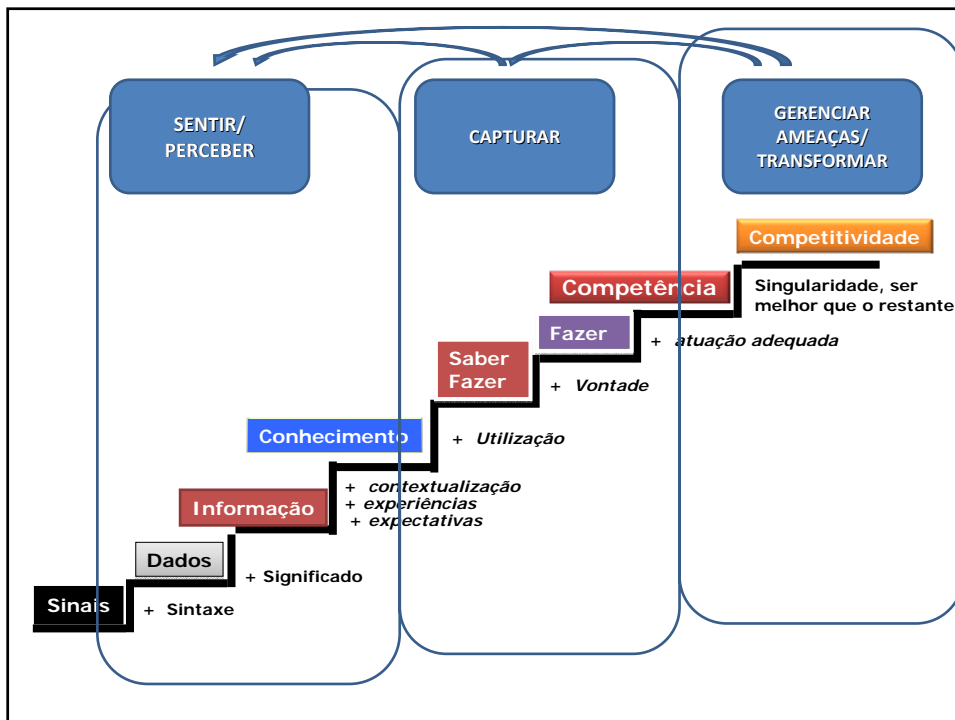 SENTIR/
PERCEBER
CAPTURAR
GERENCIAR
AMEAÇAS/
TRANSFORMAR
Competitividade
Singularidade, ser
melhor que o restante
Competência
+ atuação adequada
Fazer
+ Vontade
Saber
Fazer
+ Utilização
Conhecimento
+ contextualização
+ experiências
+ expectativas
Informação
+ Significado
Dados
+ Sintaxe
Sinais